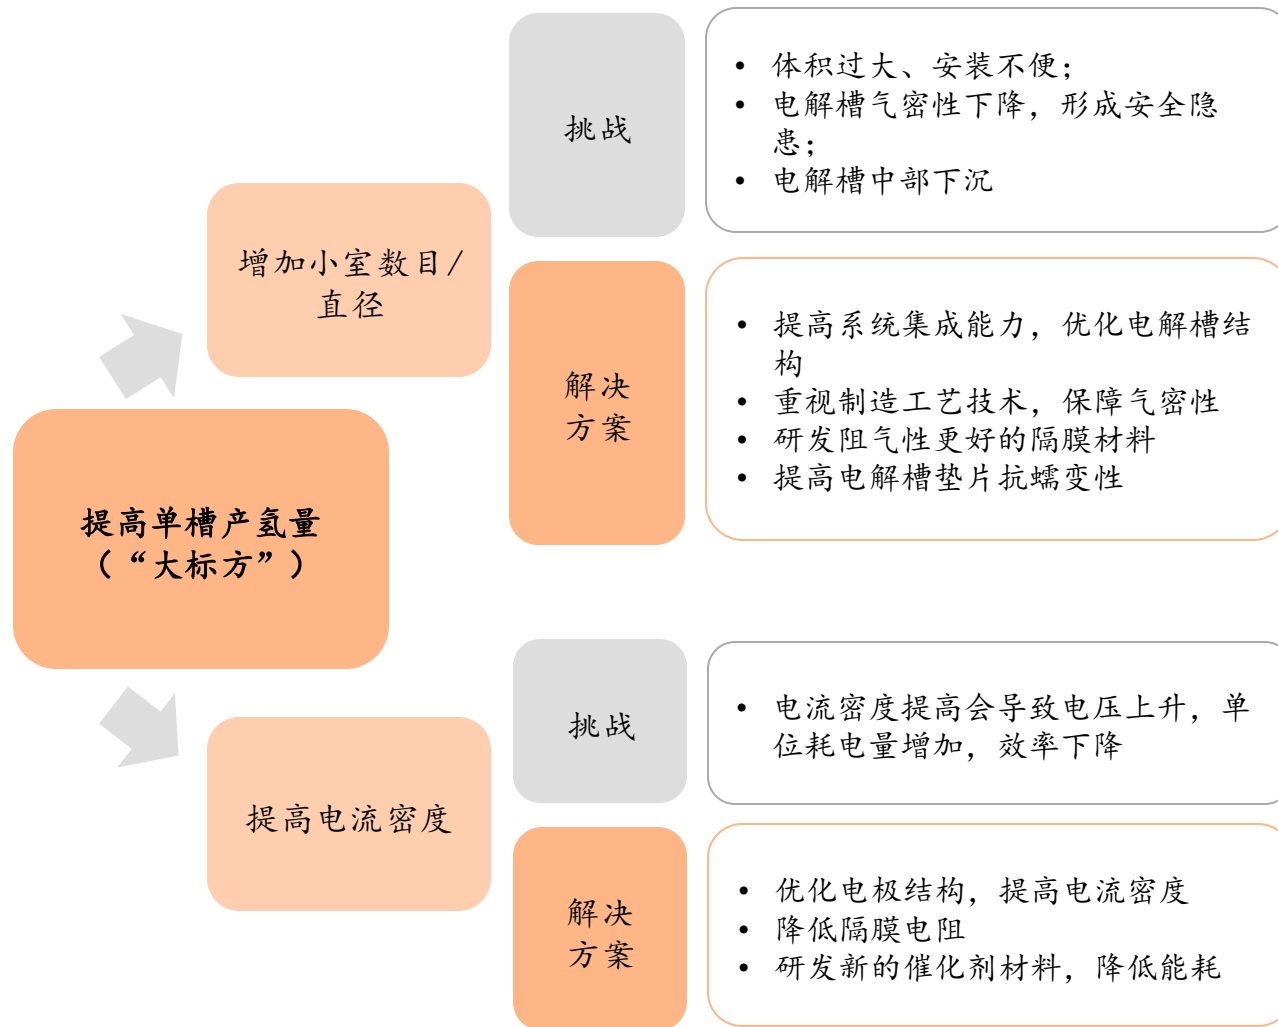 挑战
• 体积过大、安装不便；
• 电解槽气密性下降，形成安全隐
患；
• 电解槽中部下沉
增加小室数目/
直径
解决
方案
• 提高系统集成能力，优化电解槽结
构
• 重视制造工艺技术，保障气密性
• 研发阻气性更好的隔膜材料
• 提高电解槽垫片抗蠕变性
提高单槽产氢量
（“大标方”）
挑战
• 电流密度提高会导致电压上升，单
位耗电量增加，效率下降
提高电流密度
解决
方案
• 优化电极结构，提高电流密度
• 降低隔膜电阻
• 研发新的催化剂材料，降低能耗